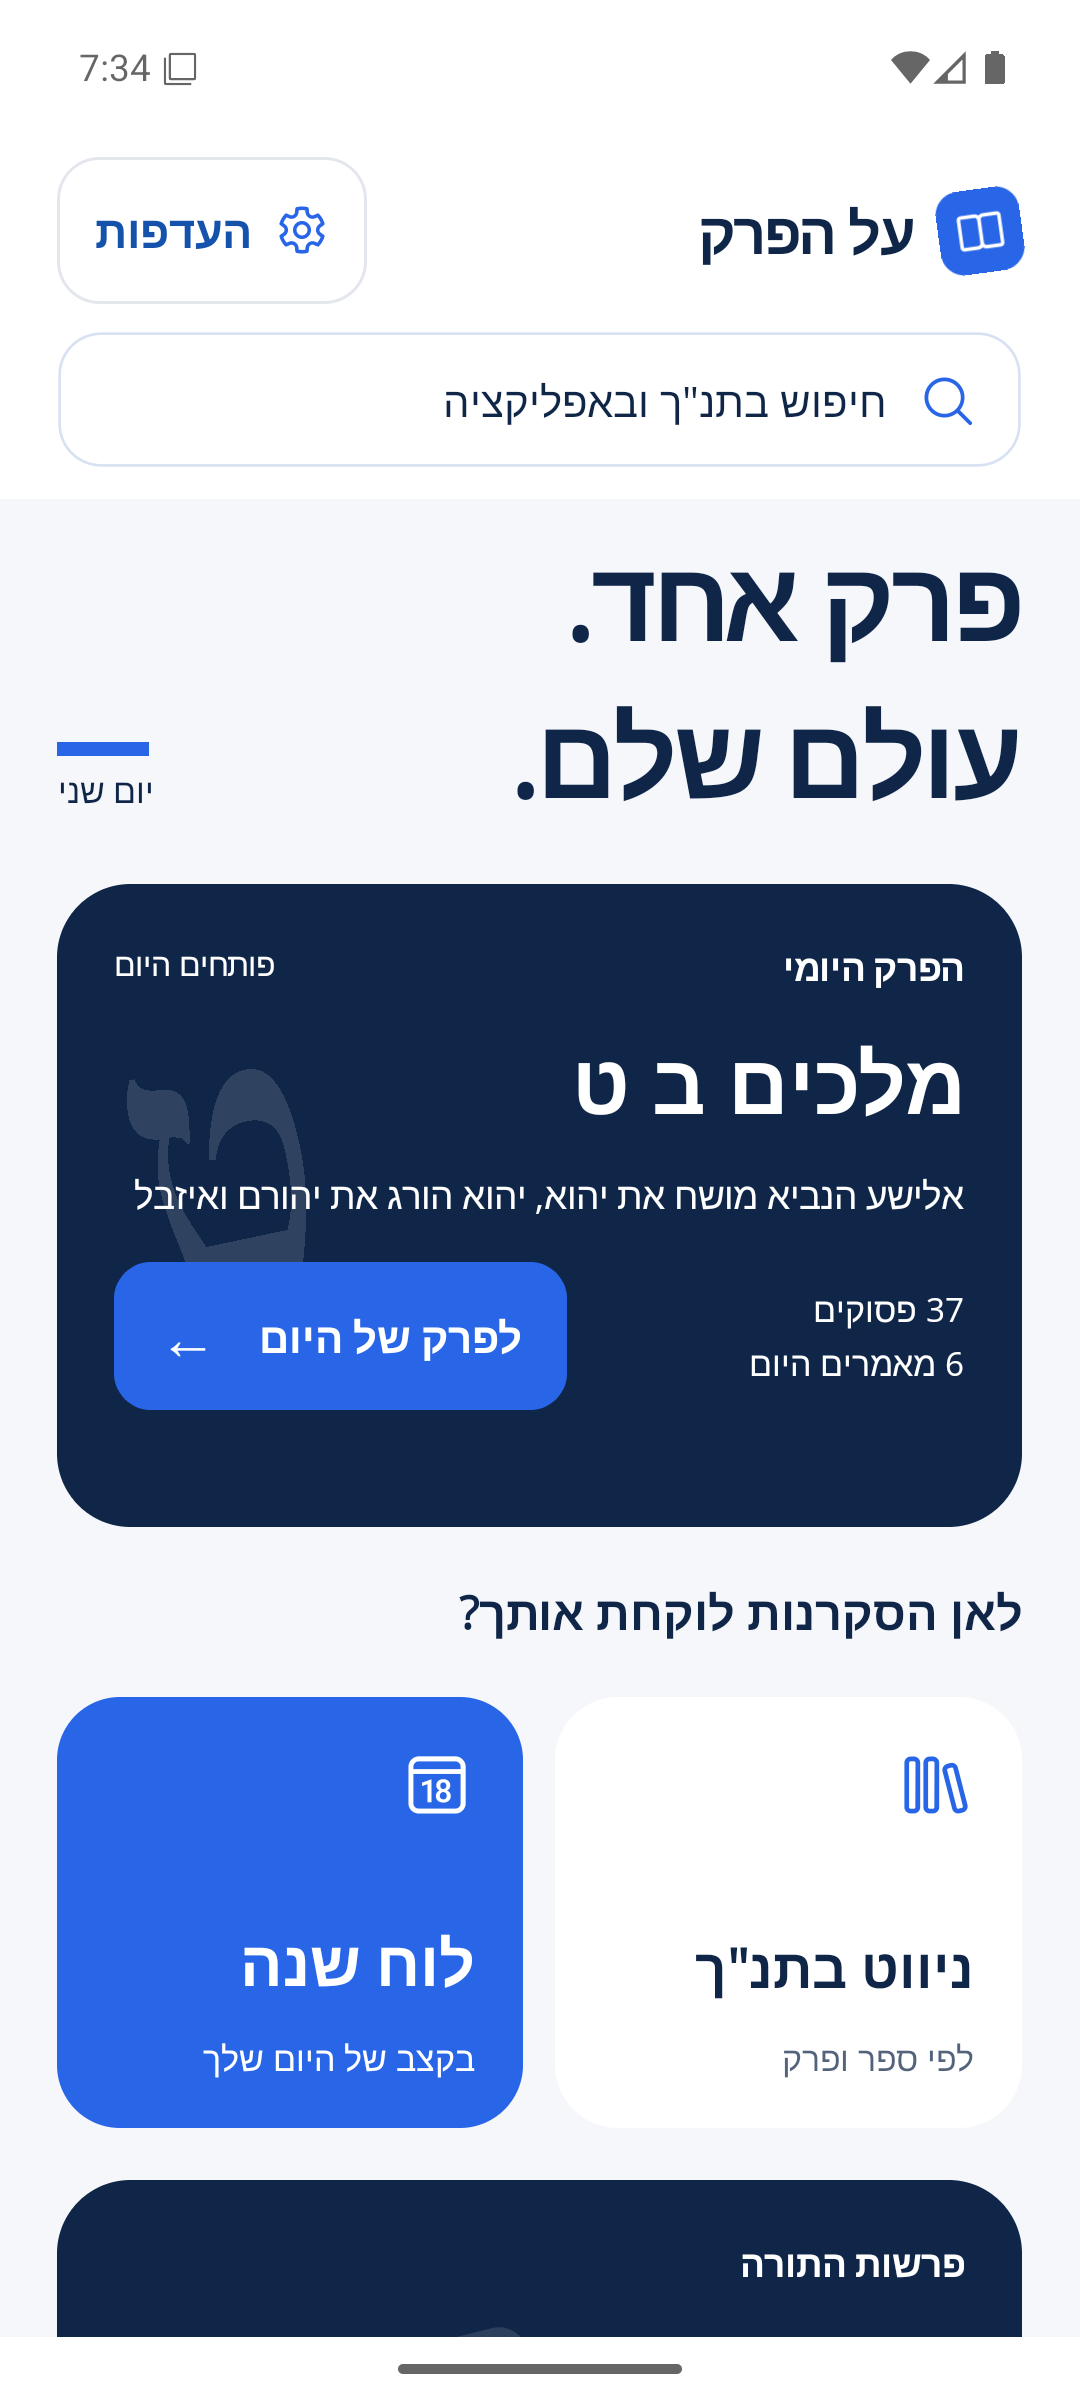 7:34
על הפרק
העדפות
חיפוש בתנ"ך ובאפליקציה
פרק אחד.
עולם שלם.
יום שני
הפרק היומי
פותחים היום
מלכים ב ט
ט
אלישע הנביא מושח את יהוא, יהוא הורג את יהורם ואיזבל
37 פסוקים
6 מאמרים היום
לפרק של היום ←
לאן הסקרנות לוקחת אותך?
ניווט בתנ"ך
לפי ספר ופרק
18
לוח שנה
בקצב של היום שלך
פרשות התורה